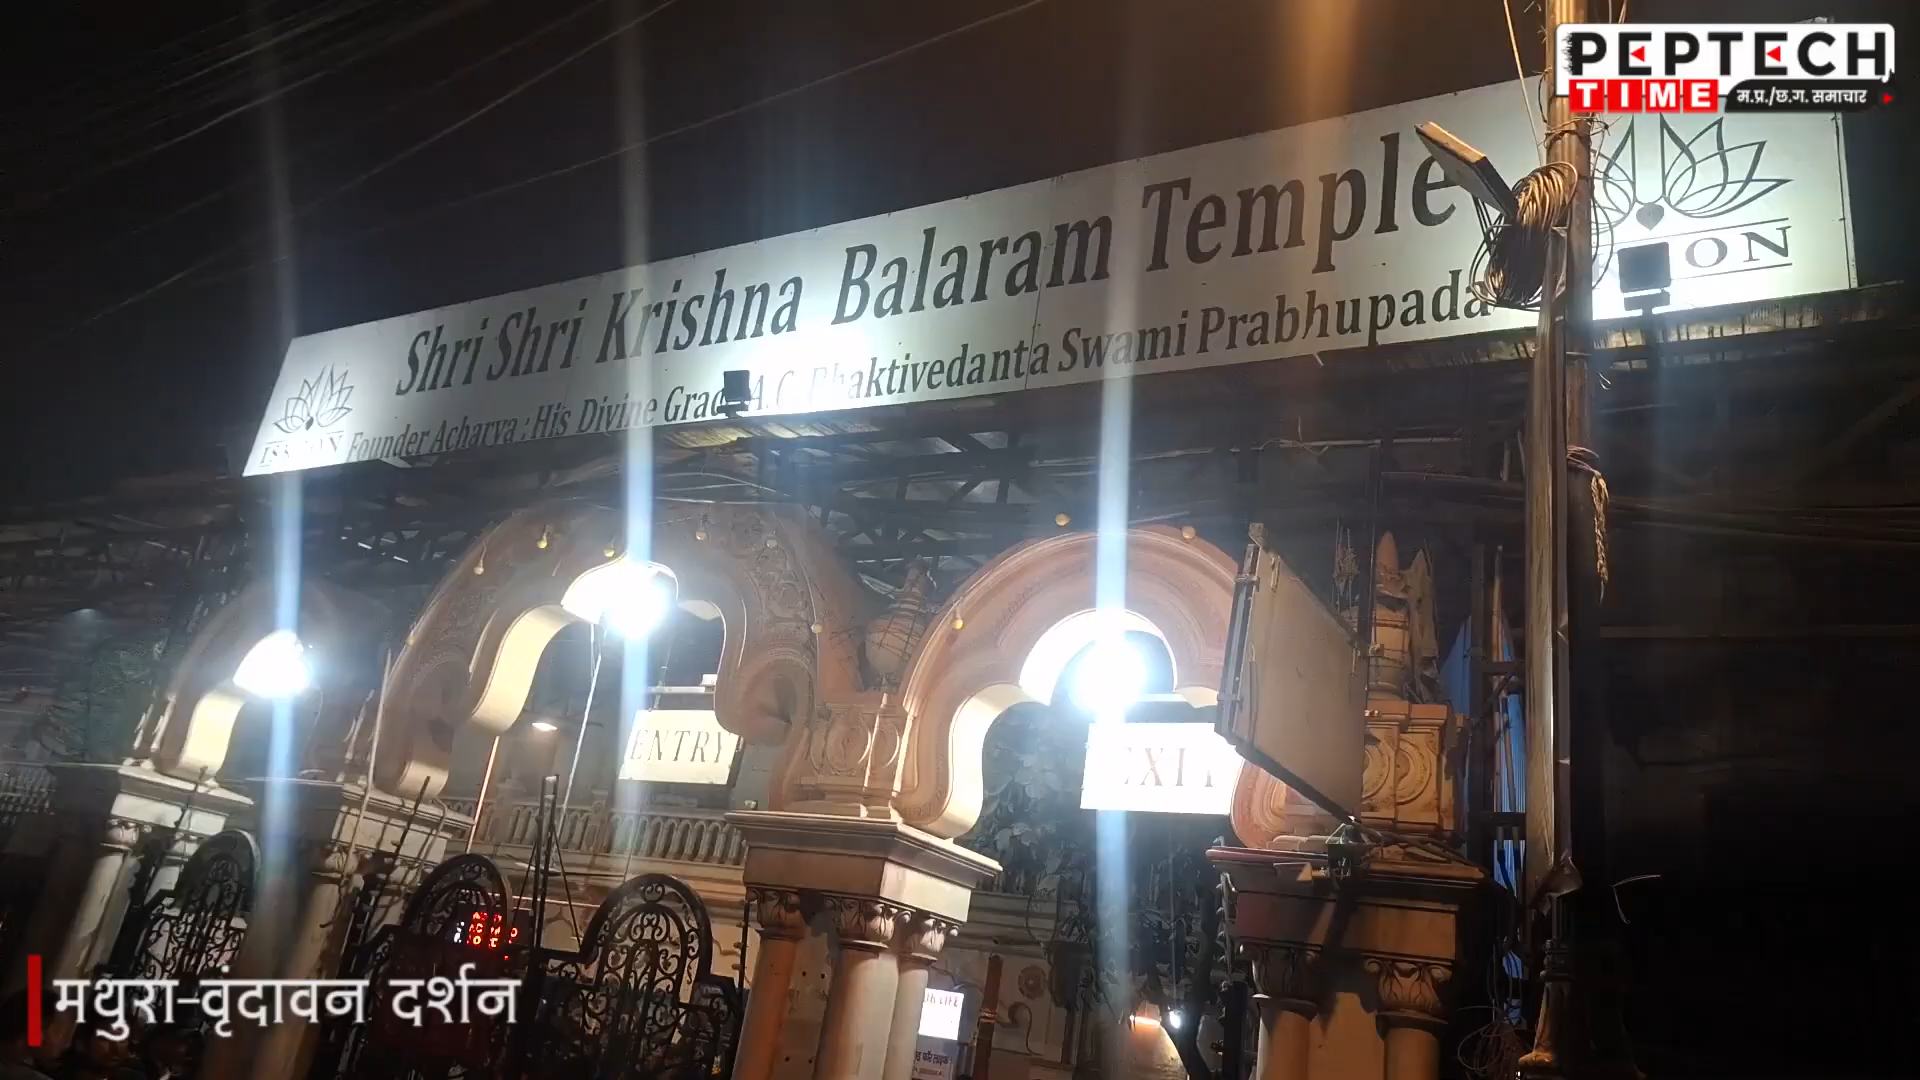 PEPTECH
TIME म.प्र./छ.ग. समाचार
Shri Shri Krishna Balaram Temple
ISKCON Founder Acharya : His Divine Grace A.C. Bhaktivedanta Swami Prabhupada
ENTRY
EXIT
मथुरा-वृंदावन दर्शन